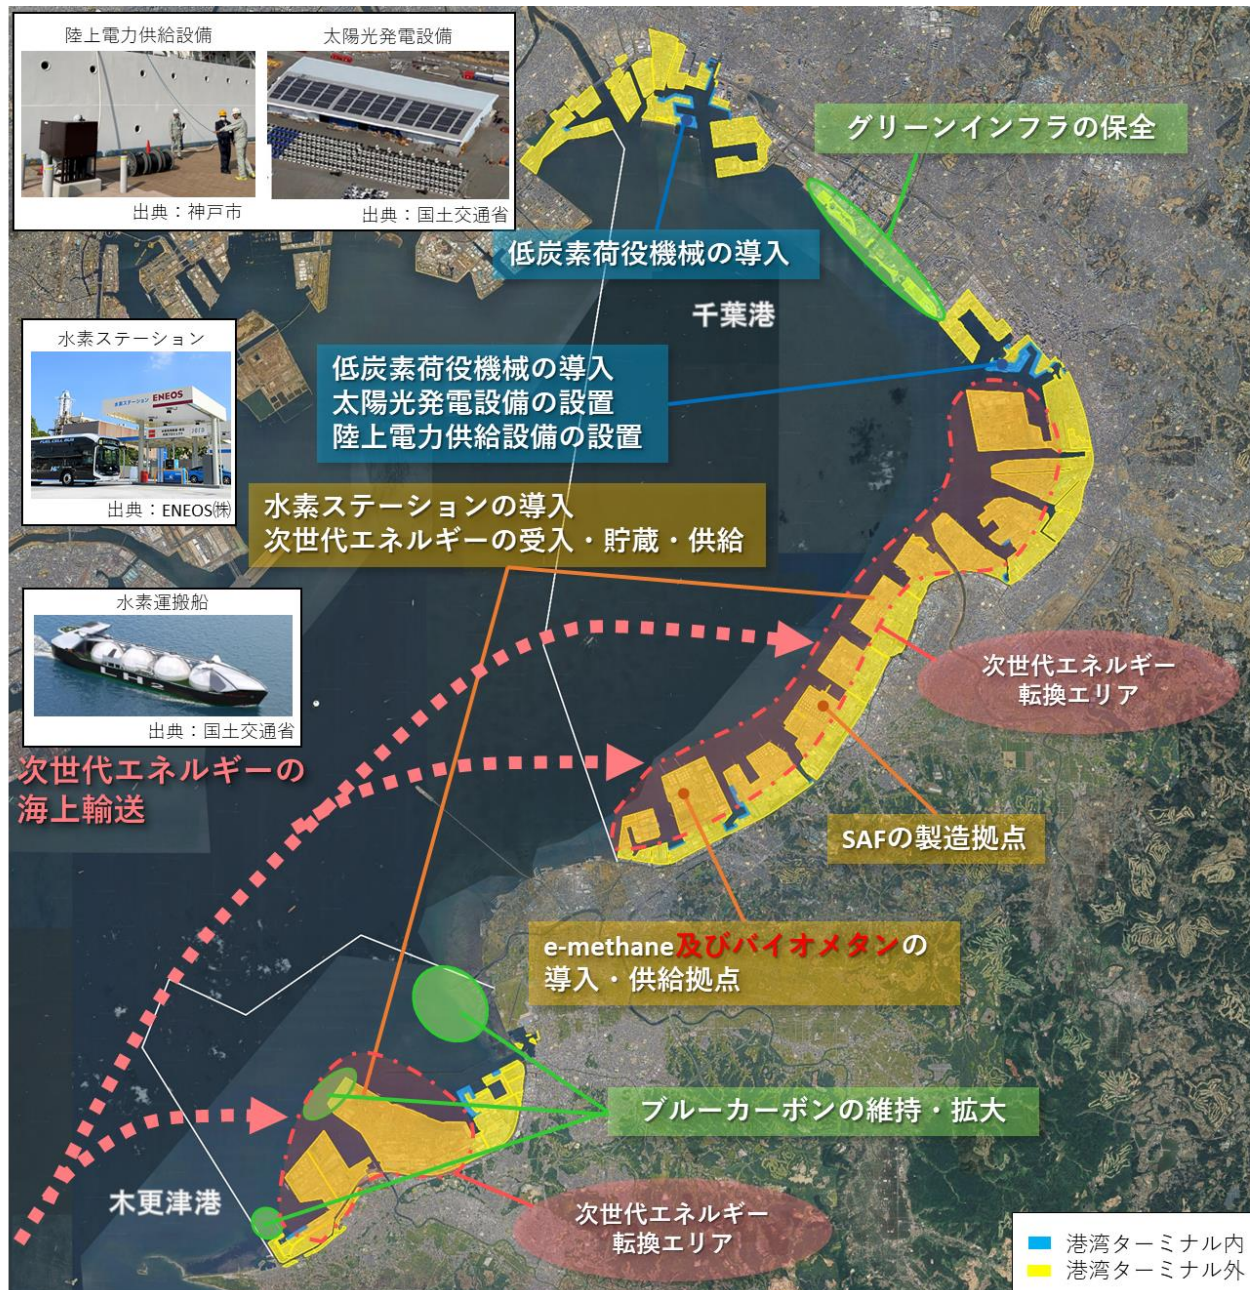 陸上電力供給設備
太陽光発電設備
出典：神戸市
出典：国土交通省
グリーンインフラの保全
低炭素荷役機械の導入
千葉港
水素ステーション
水素ステーション ENEOS
出典：ENEOS㈱
低炭素荷役機械の導入
太陽光発電設備の設置
陸上電力供給設備の設置
水素ステーションの導入
次世代エネルギーの受入・貯蔵・供給
水素運搬船
LH2
出典：国土交通省
次世代エネルギーの
海上輸送
次世代エネルギー
転換エリア
SAFの製造拠点
e-methane及びバイオメタンの
導入・供給拠点
ブルーカーボンの維持・拡大
木更津港
次世代エネルギー
転換エリア
港湾ターミナル内
港湾ターミナル外